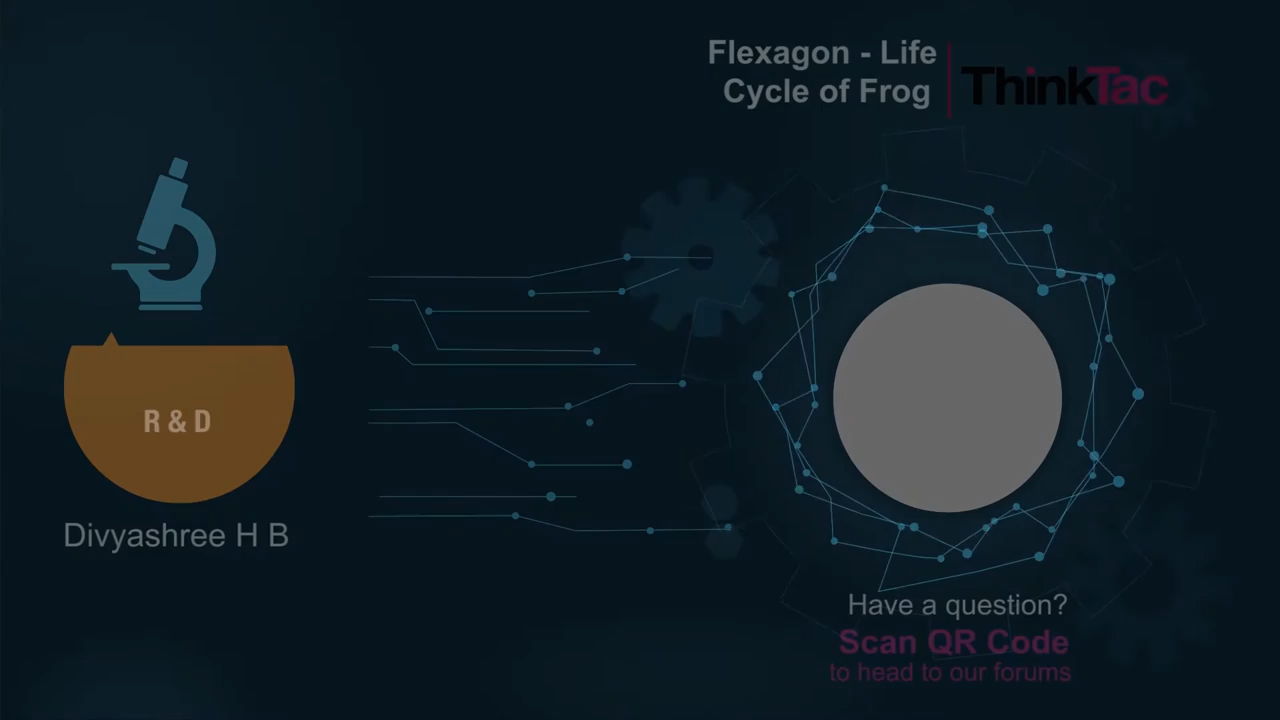 Flexagon - Life
Cycle of Frog
ThinkTac
R & D
Divyashree H B
Have a question?
Scan QR Code
to head to our forums